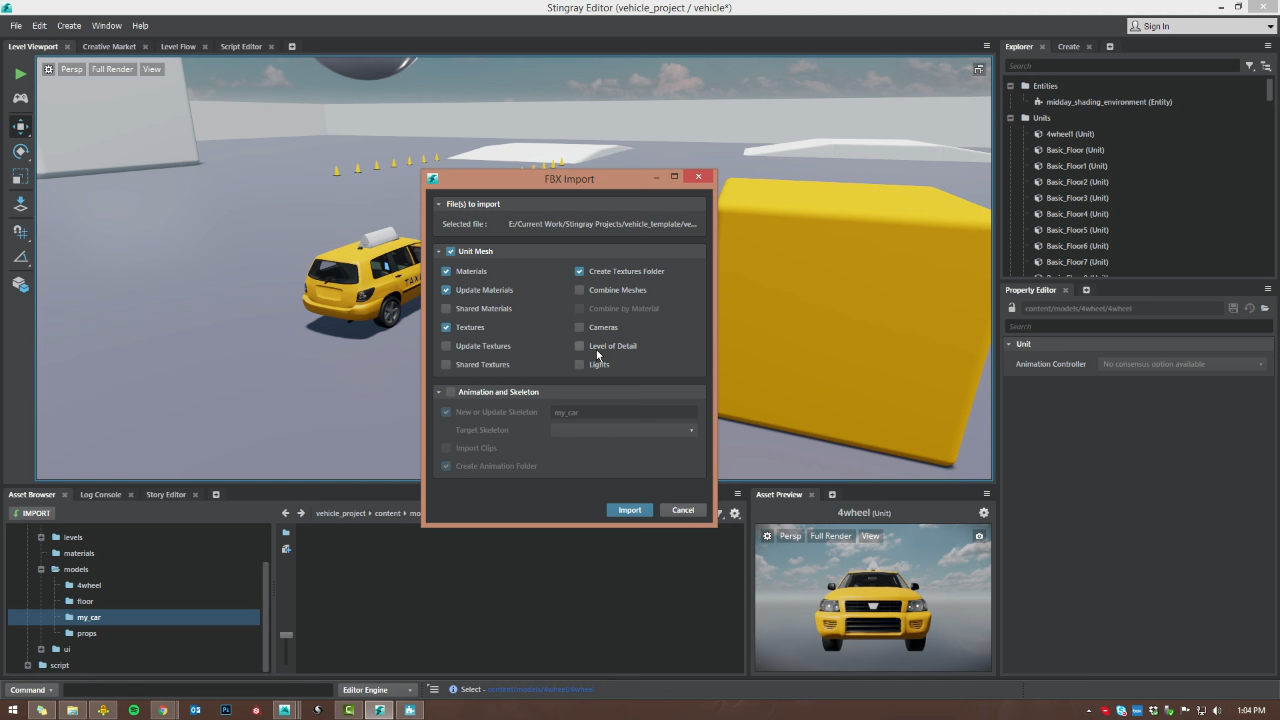 Stingray Editor (vehicle_project / vehicle*)
File Edit Create Window Help
Sign In
Level Viewport Creative Market Level Flow Script Editor
Explorer Create
Persp Full Render View
Search
Entities
midday_shading_environment (Entity)
Units
4wheel1 (Unit)
Basic_Floor (Unit)
Basic_Floor1 (Unit)
Basic_Floor2 (Unit)
Basic_Floor3 (Unit)
Basic_Floor4 (Unit)
Basic_Floor5 (Unit)
Basic_Floor6 (Unit)
Basic_Floor7 (Unit)
Property Editor
content/models/4wheel/4wheel
Search
Unit
Animation Controller No consensus option available
FBX Import
File(s) to import
Selected file : E:/Current Work/Stingray Projects/vehicle_template/ve...
Unit Mesh
Materials Create Textures Folder
Update Materials Combine Meshes
Shared Materials Combine by Material
Textures Cameras
Update Textures Level of Detail
Shared Textures Lights
Animation and Skeleton
New or Update Skeleton my_car
Target Skeleton
Import Clips
Create Animation Folder
Import Cancel
TAXI
Asset Browser Log Console Story Editor
IMPORT
vehicle_project content mo
levels
materials
models
4wheel
floor
my_car
props
ui
script
Asset Preview
4wheel (Unit)
Persp Full Render View
Command Editor Engine Select - content/models/4wheel/4wheel
1:04 PM